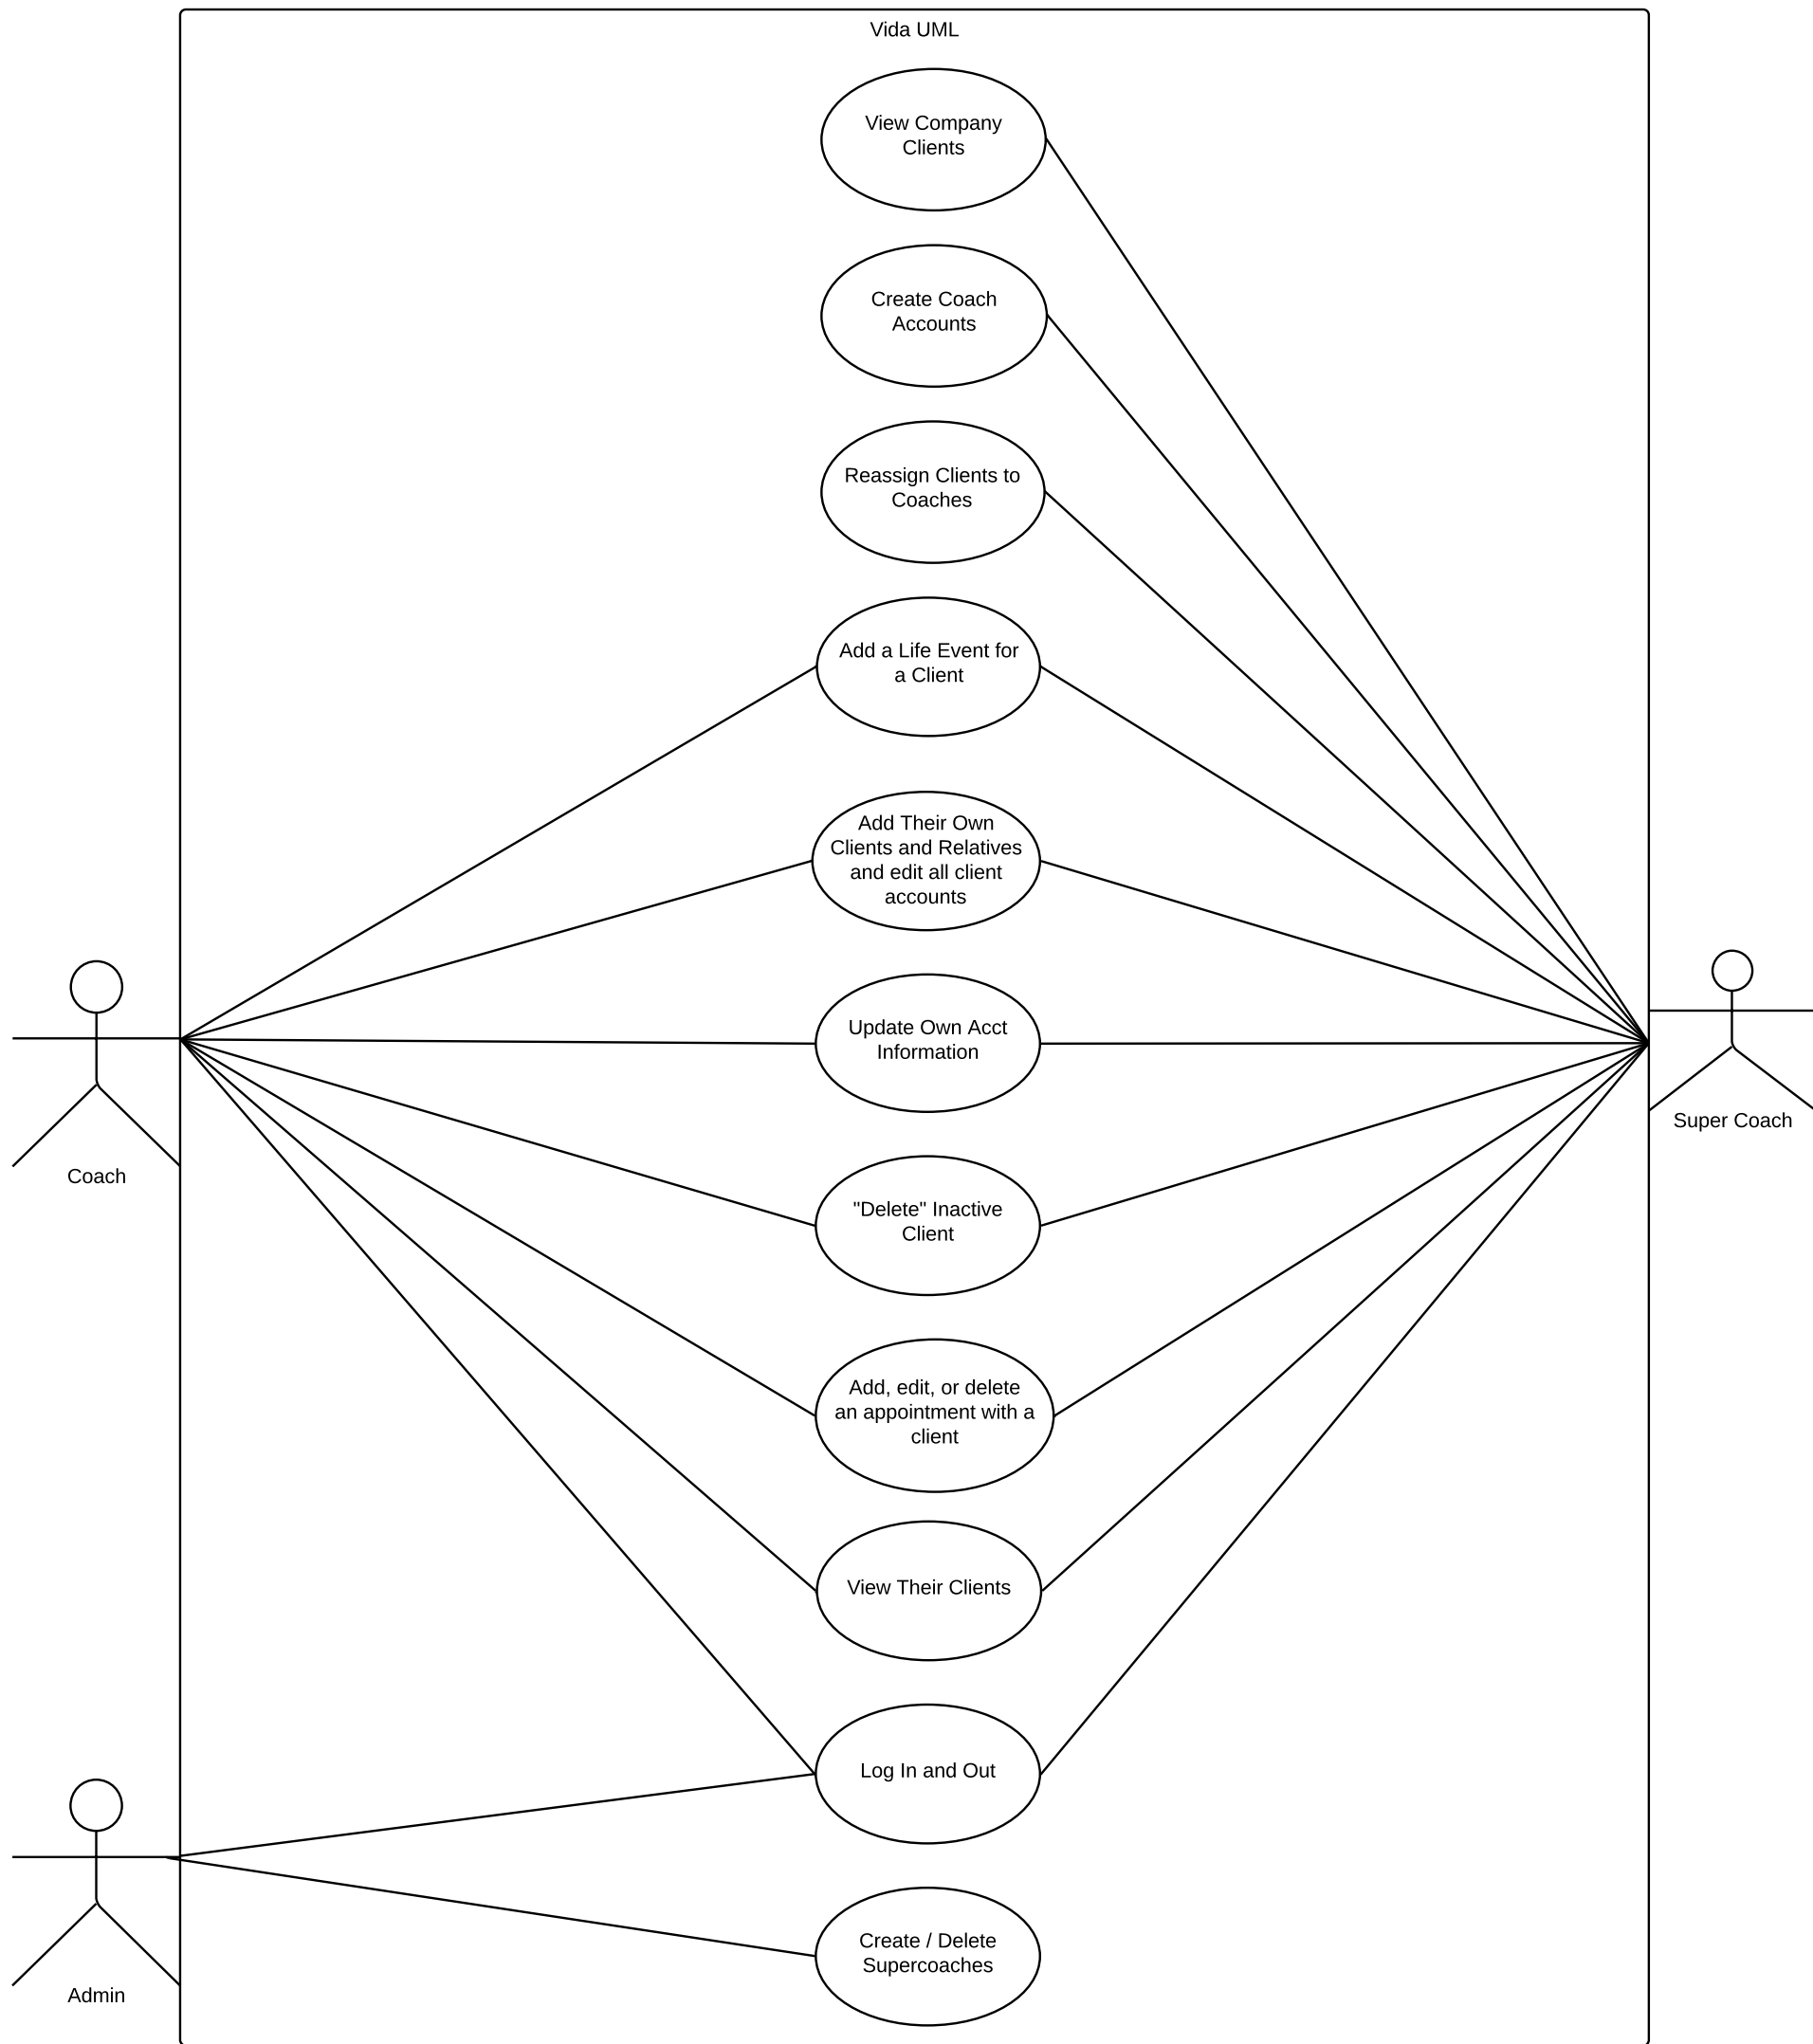 Vida UML
View Company
Clients
Create Coach
Accounts
Reassign Clients to
Coaches
Add a Life Event for
a Client
Add Their Own
Clients and Relatives
and edit all client
accounts
Update Own Acct
Information
Coach
Super Coach
"Delete" Inactive
Client
Add, edit, or delete
an appointment with a
client
View Their Clients
Log In and Out
Create / Delete
Supercoaches
Admin